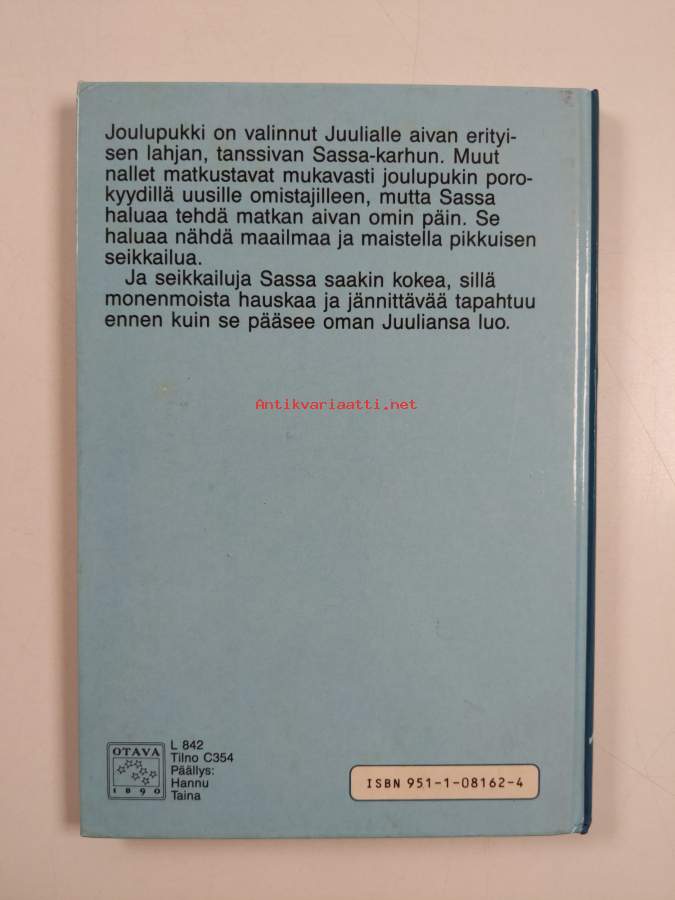 Joulupukki on valinnut Juulialle aivan erityi-
sen lahjan, tanssivan Sassa-karhun. Muut
nallet matkustavat mukavasti joulupukin poro-
kyydillä uusille omistajilleen, mutta Sassa
haluaa tehdä matkan aivan omin päin. Se
haluaa nähdä maailmaa ja maistella pikkuisen
seikkailua.
Ja seikkailuja Sassa saakin kokea, sillä
monenmoista hauskaa ja jännittävää tapahtuu
ennen kuin se pääsee oman Juuliansa luo.
Antikvariaatti.net
OTAVA
1890
L 842
Tilno C354
Päällys:
Hannu
Taina
ISBN 951-1-08162-4